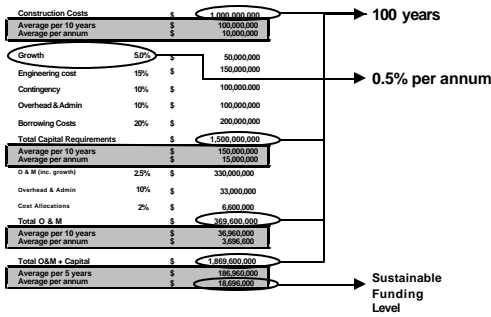 Construction Costs $ 1,000,000,000
Average per 10 years $ 100,000,000
Average per annum $ 10,000,000
Growth 5.0% $ 50,000,000
Engineering cost 15% $ 150,000,000
Contingency 10% $ 100,000,000
Overhead & Admin 10% $ 100,000,000
Borrowing Costs 20% $ 200,000,000
Total Capital Requirements $ 1,500,000,000
Average per 10 years $ 150,000,000
Average per annum $ 15,000,000
O & M (inc. growth) 2.5% $ 330,000,000
Overhead & Admin 10% $ 33,000,000
Cost Allocations 2% $ 6,600,000
Total O & M $ 369,600,000
Average per 10 years $ 36,960,000
Average per annum $ 3,696,600
Total O&M + Capital $ 1,869,600,000
Average per 5 years $ 186,960,000
Average per annum $ 18,696,000
100 years
0.5% per annum
Sustainable
Funding
Level